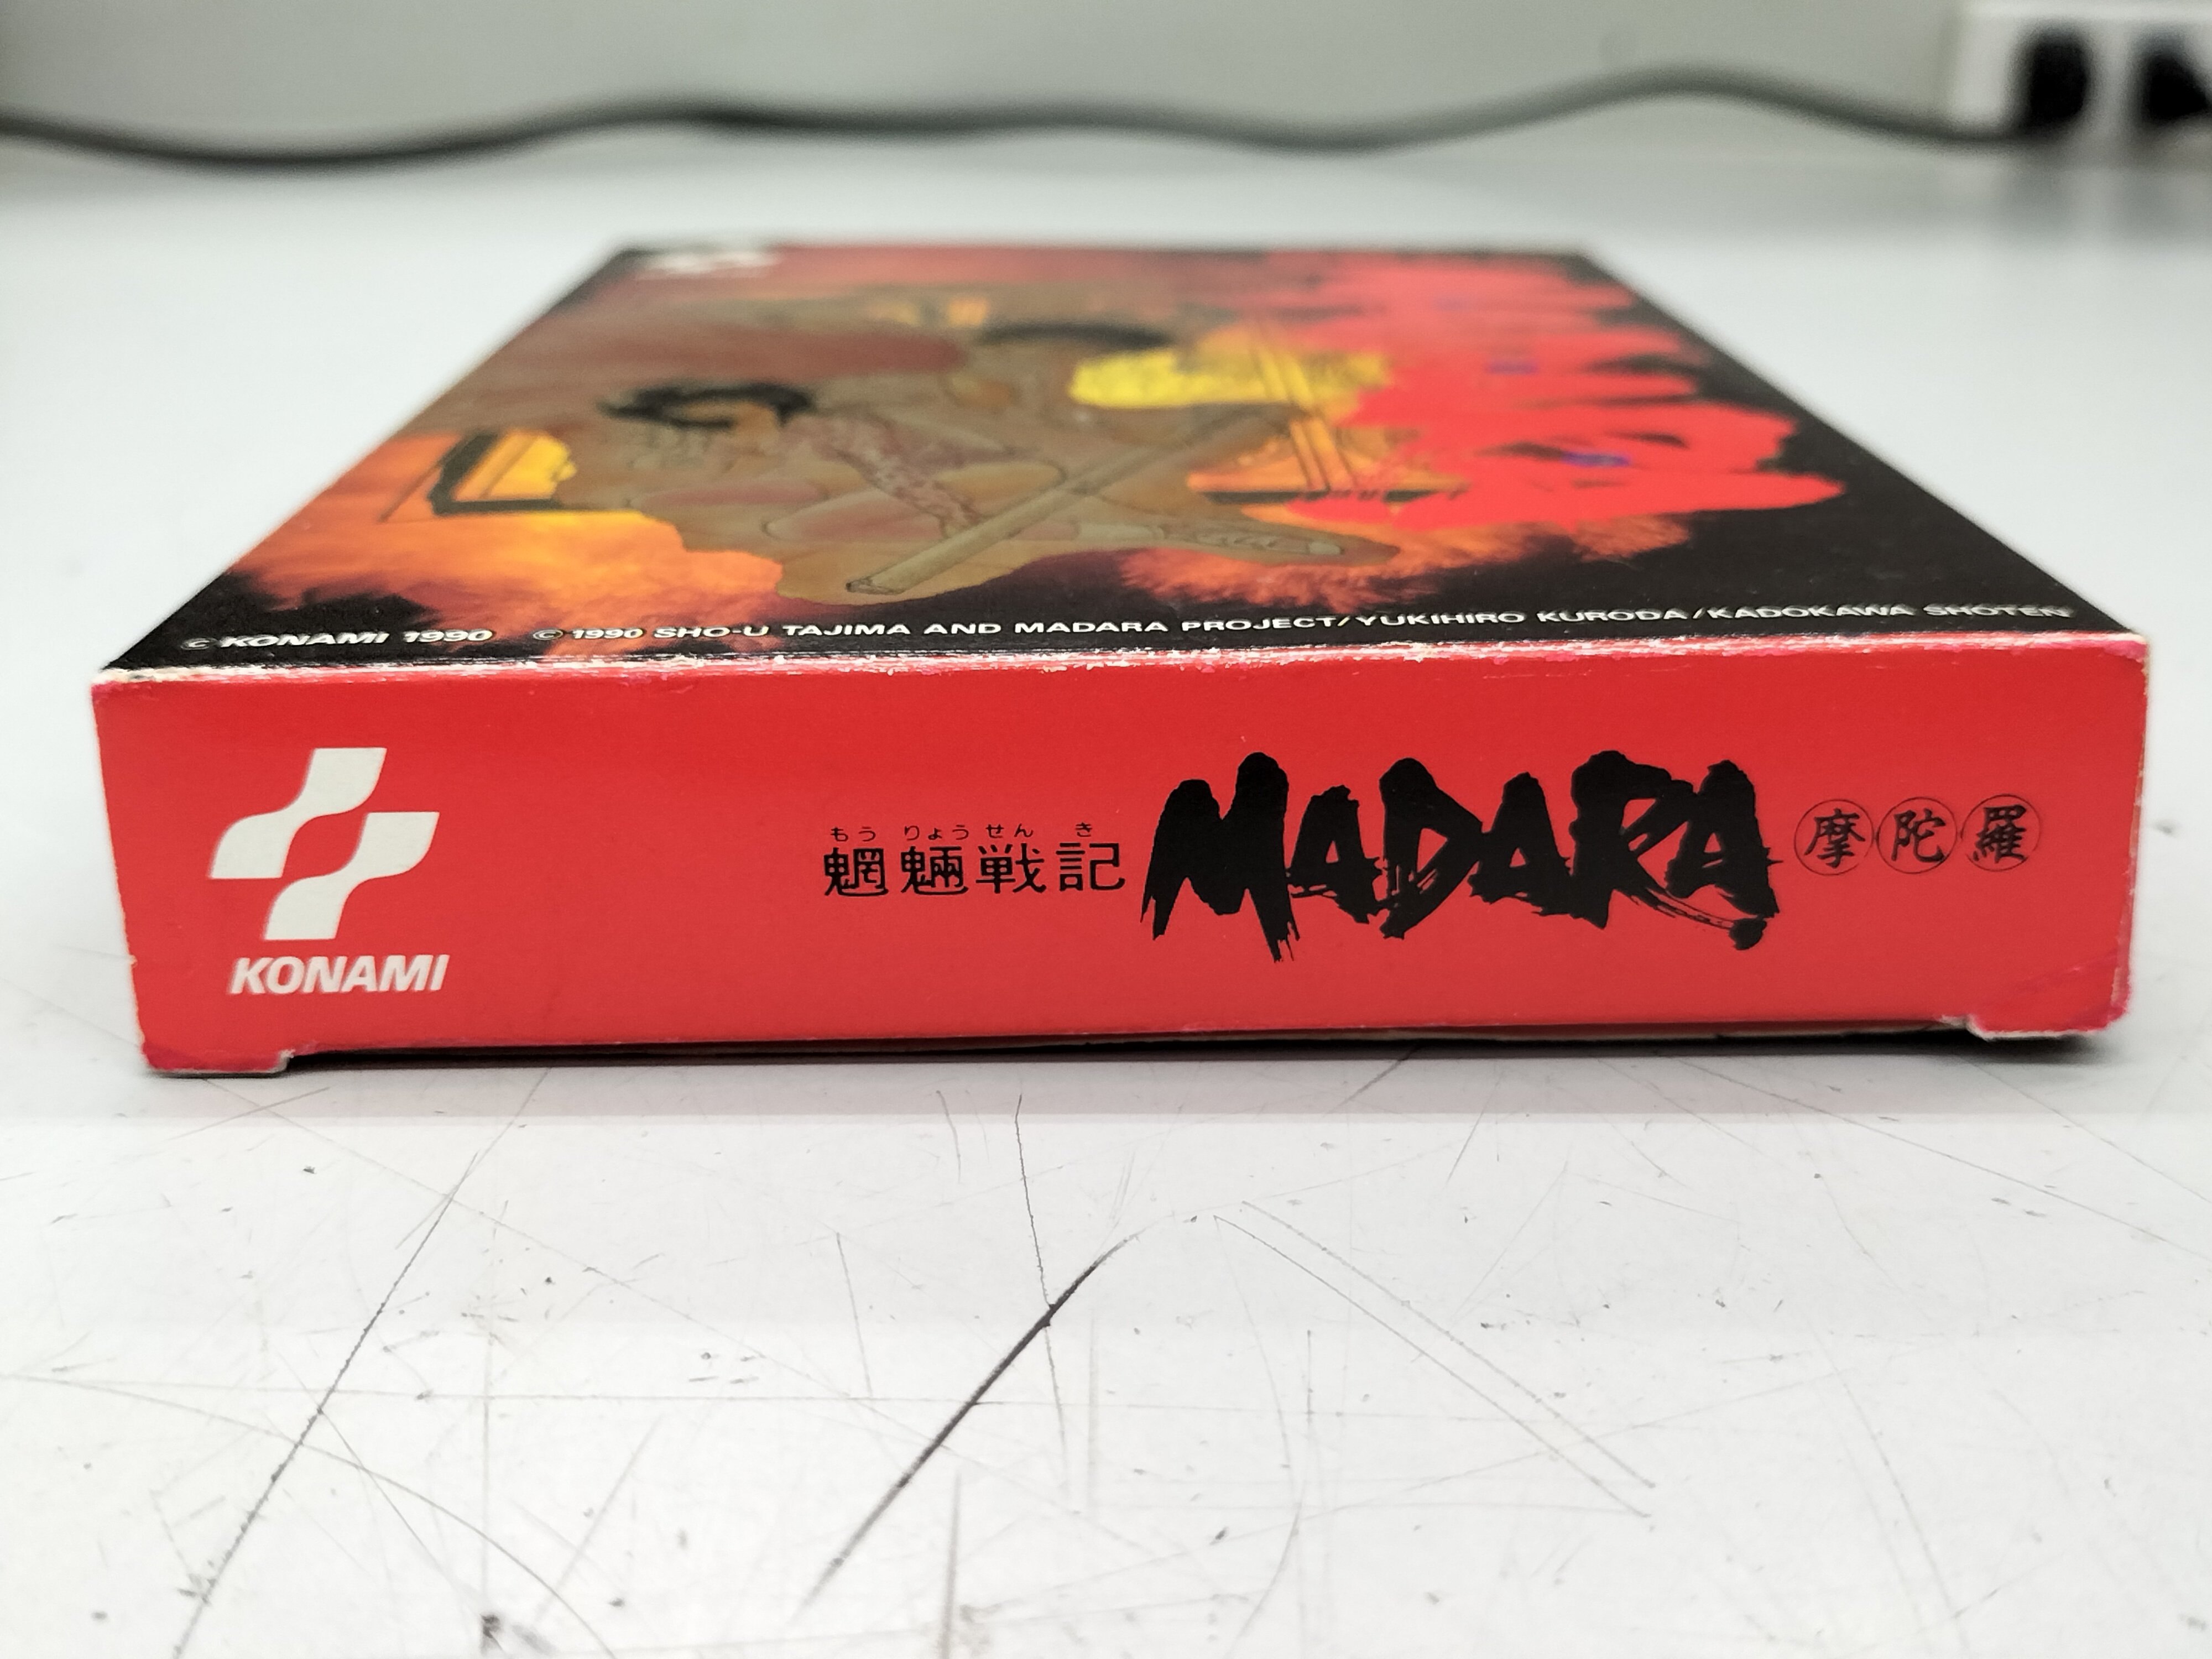 © KONAMI 1990 © 1990 SHO-U TAJIMA AND MADARA PROJECT/YUKIHIRO KURODA/KADOKAWA SHOTEN
KONAMI
もうりょうせんき
魍魎戦記 MADARA 摩陀羅